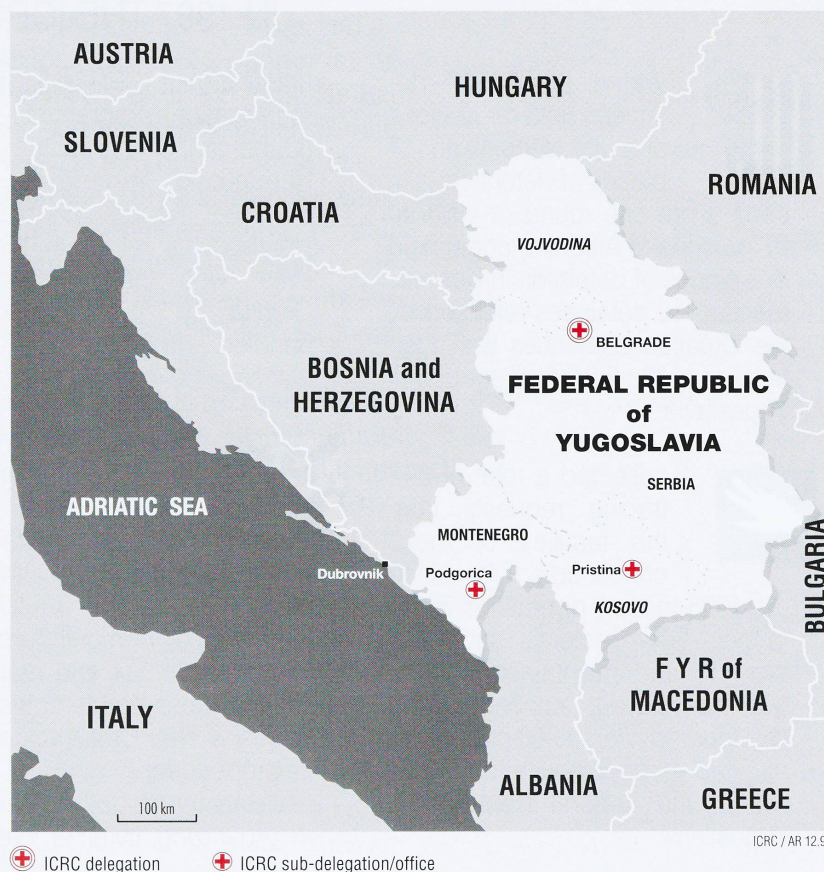 AUSTRIA
HUNGARY
SLOVENIA
ROMANIA
CROATIA
VOJVODINA
BELGRADE
BOSNIA and
HERZEGOVINA
FEDERAL REPUBLIC
of
YUGOSLAVIA
SERBIA
ADRIATIC SEA
MONTENEGRO
BULGARIA
Dubrovnik
Podgorica
Pristina
KOSOVO
F Y R of
MACEDONIA
ITALY
ALBANIA
GREECE
100 km
ICRC / AR 12.9
ICRC delegation
ICRC sub-delegation/office